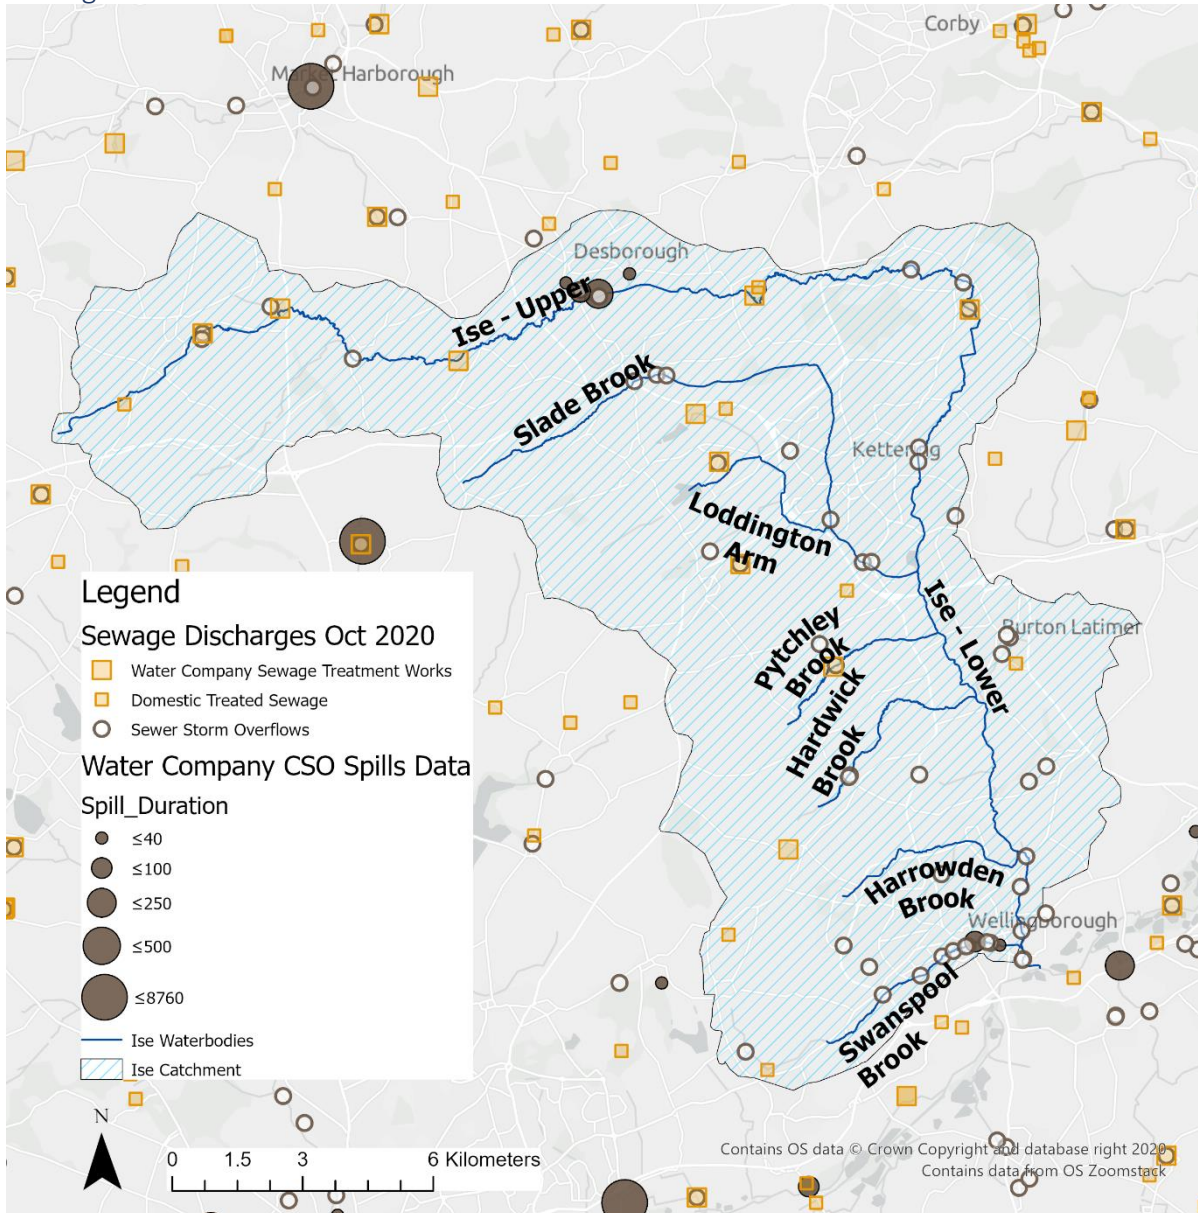 Corby
Market Harborough
Desborough
Ise - Upper
Slade Brook
Kettering
Loddington
Arm
Ise - Lower
Burton Latimer
Pytchley
Brook
Hardwick
Brook
Harrowden
Brook
Wellingborough
Swanspool
Brook
Legend
Sewage Discharges Oct 2020
Water Company Sewage Treatment Works
Domestic Treated Sewage
Sewer Storm Overflows
Water Company CSO Spills Data
Spill_Duration
≤40
≤100
≤250
≤500
≤8760
Ise Waterbodies
Ise Catchment
N
0 1.5 3 6 Kilometers
Contains OS data © Crown Copyright and database right 2020
Contains data from OS Zoomstack